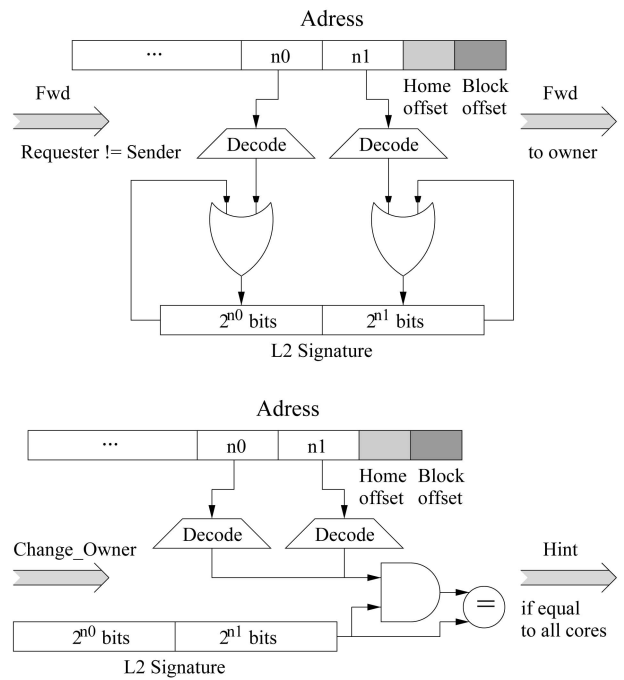 Adress
... n0 n1
Home Block
offset offset
Fwd
Requester != Sender
Fwd
to owner
Decode Decode
2^n0 bits 2^n1 bits
L2 Signature
Adress
... n0 n1
Home Block
offset offset
Decode Decode
Change_Owner
Hint
=
if equal
to all cores
2^n0 bits 2^n1 bits
L2 Signature